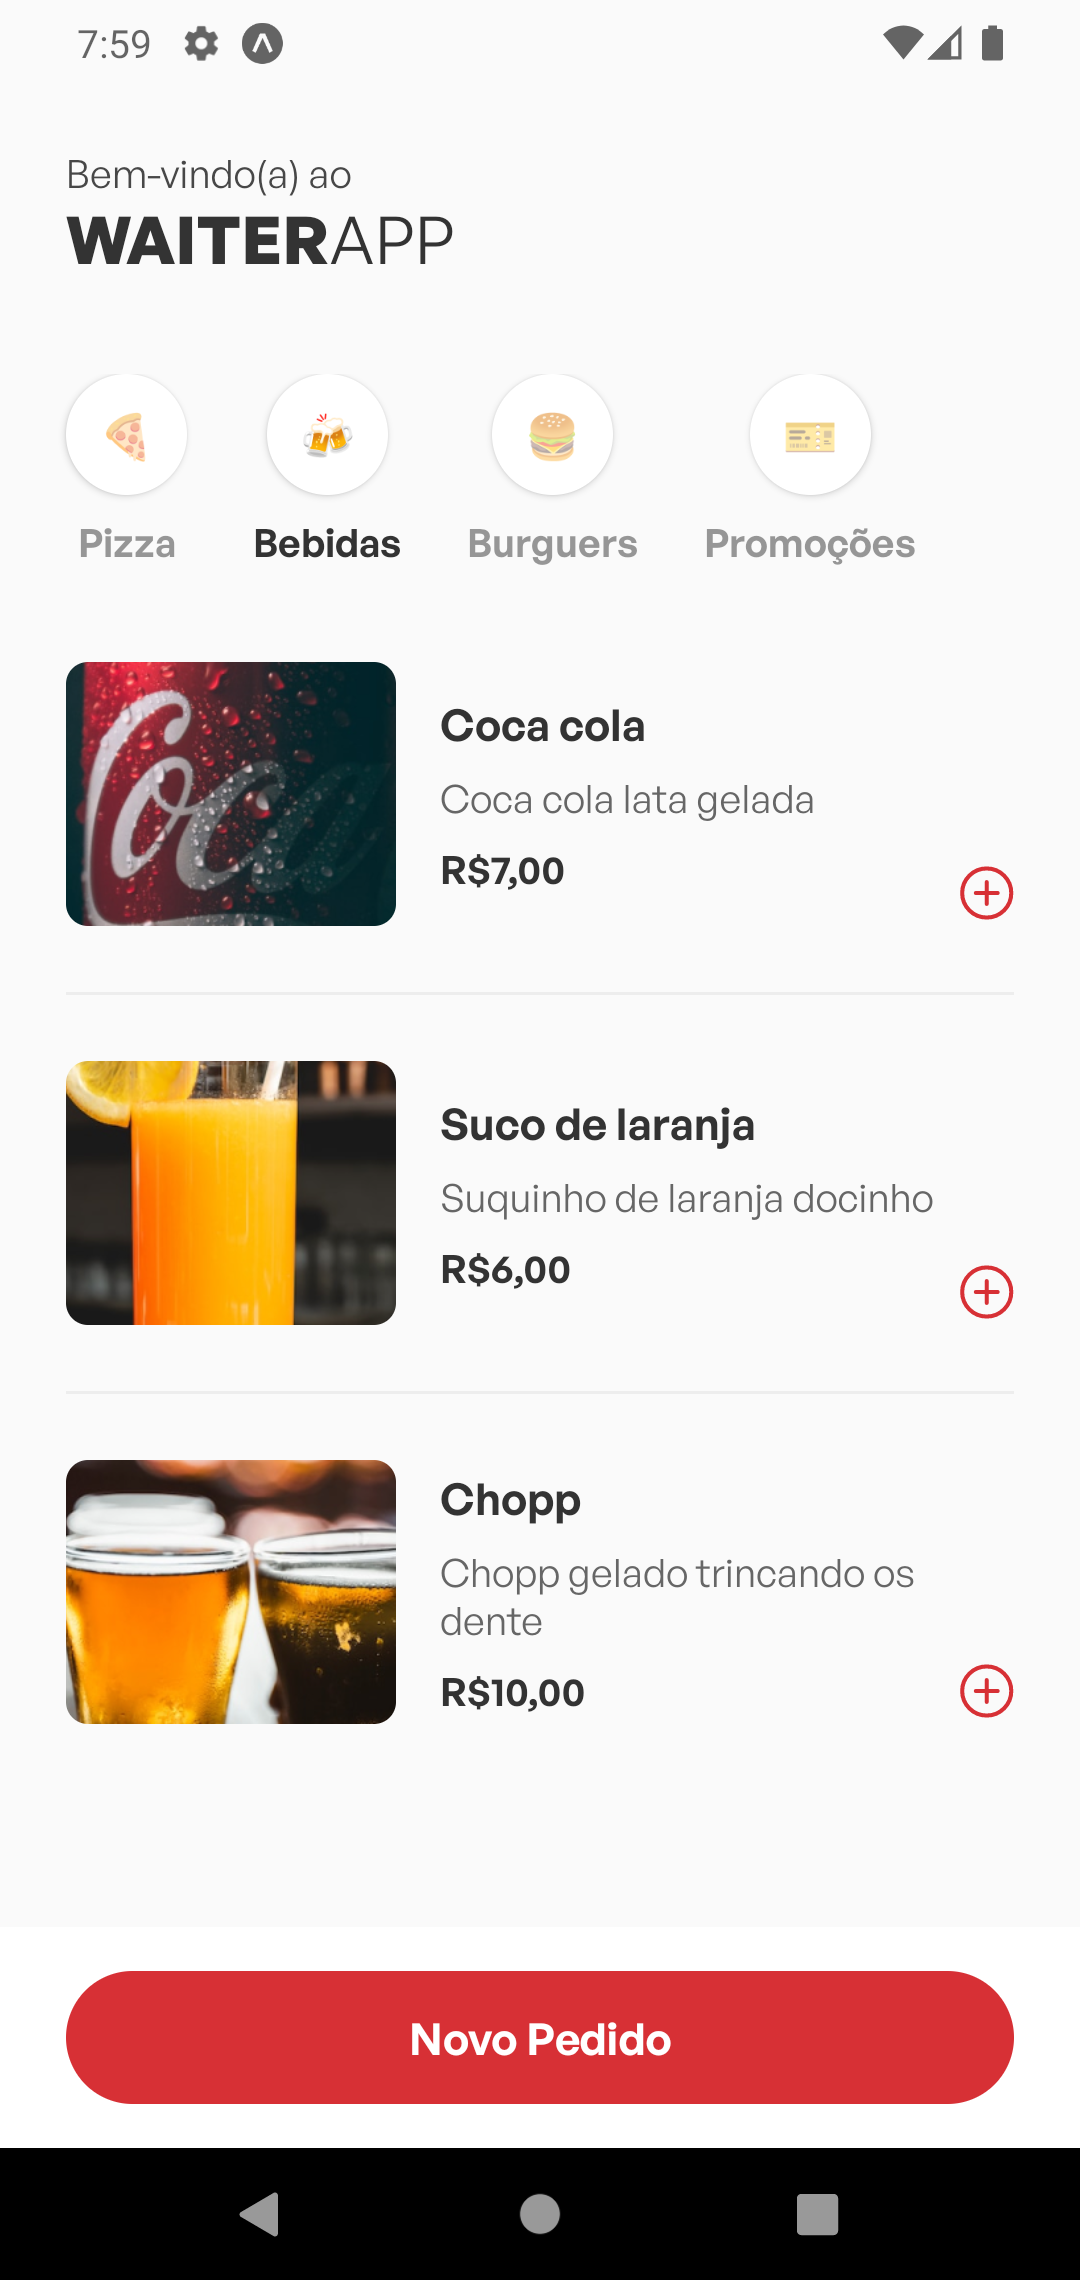 7:59
Bem-vindo(a) ao
WAITERAPP
Pizza
Bebidas
Burguers
Promoções
Coca
Coca cola
Coca cola lata gelada
R$7,00
Suco de laranja
Suquinho de laranja docinho
R$6,00
Chopp
Chopp gelado trincando os
dente
R$10,00
Novo Pedido